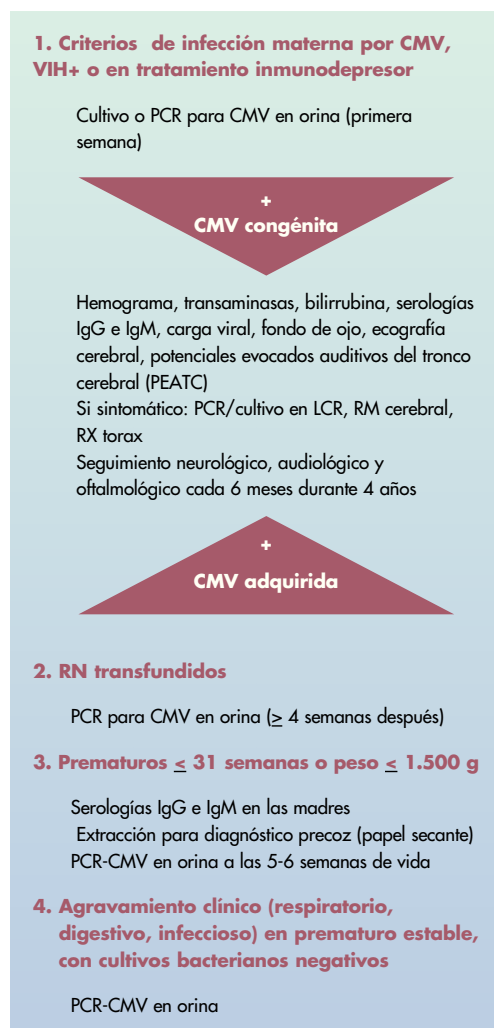 1. Criterios de infección materna por CMV,
VIH+ o en tratamiento inmunodepresor
Cultivo o PCR para CMV en orina (primera
semana)
+
CMV congénita
Hemograma, transaminasas, bilirrubina, serologías
IgG e IgM, carga viral, fondo de ojo, ecografía
cerebral, potenciales evocados auditivos del tronco
cerebral (PEATC)
Si sintomático: PCR/cultivo en LCR, RM cerebral,
RX torax
Seguimiento neurológico, audiológico y
oftalmológico cada 6 meses durante 4 años
+
CMV adquirida
2. RN transfundidos
PCR para CMV en orina (≥ 4 semanas después)
3. Prematuros ≤ 31 semanas o peso ≤ 1.500 g
Serologías IgG e IgM en las madres
Extracción para diagnóstico precoz (papel secante)
PCR-CMV en orina a las 5-6 semanas de vida
4. Agravamiento clínico (respiratorio,
digestivo, infeccioso) en prematuro estable,
con cultivos bacterianos negativos
PCR-CMV en orina